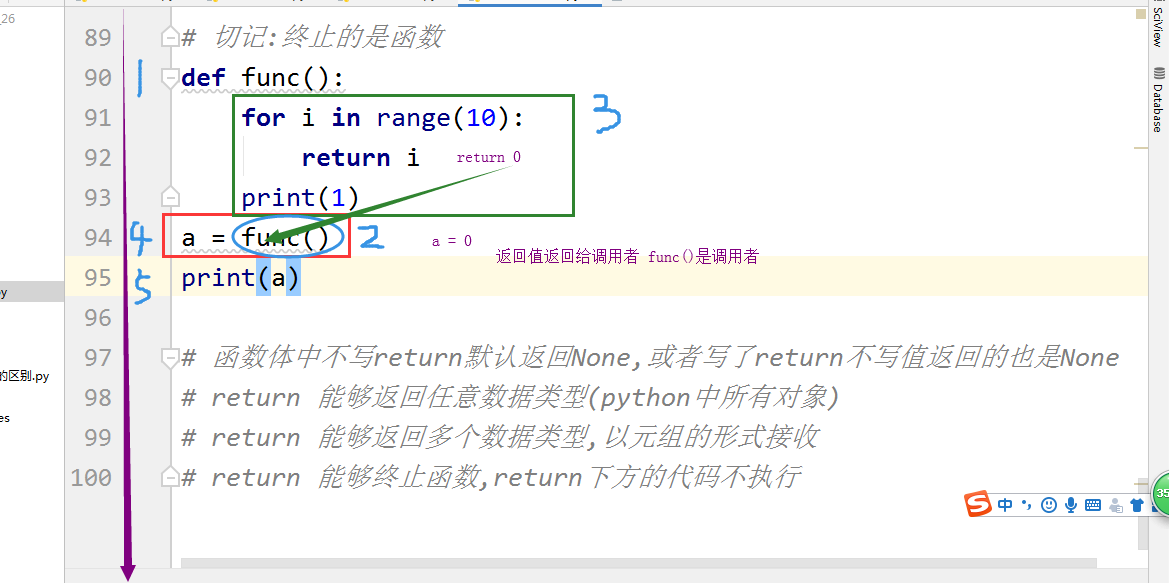 _26
89 # 切记:终止的是函数
1
90 def func():
91 for i in range(10):
3
92 return i
return 0
93 print(1)
4
94 a = func()
2
a = 0
返回值返回给调用者 func()是调用者
5
95 print(a)
96
97 # 函数体中不写return默认返回None,或者写了return不写值返回的也是None
98 # return 能够返回任意数据类型(python中所有对象)
99 # return 能够返回多个数据类型,以元组的形式接收
100 # return 能够终止函数,return下方的代码不执行
y
的区别.py
es
SciView
Database
S 中
35